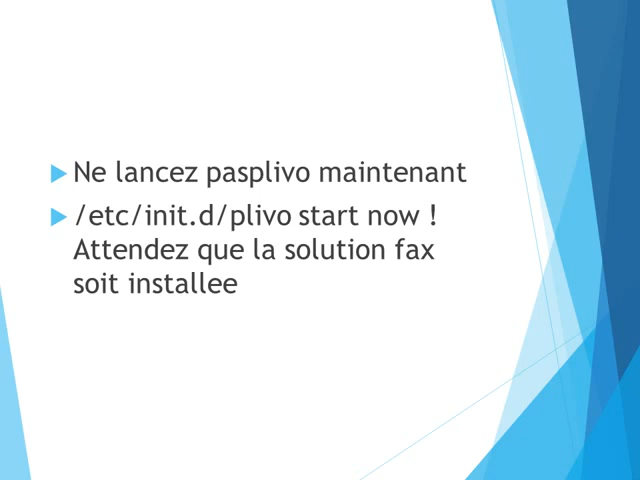 Ne lancez pasplivo maintenant
/etc/init.d/plivo start now !
Attendez que la solution fax
soit installee